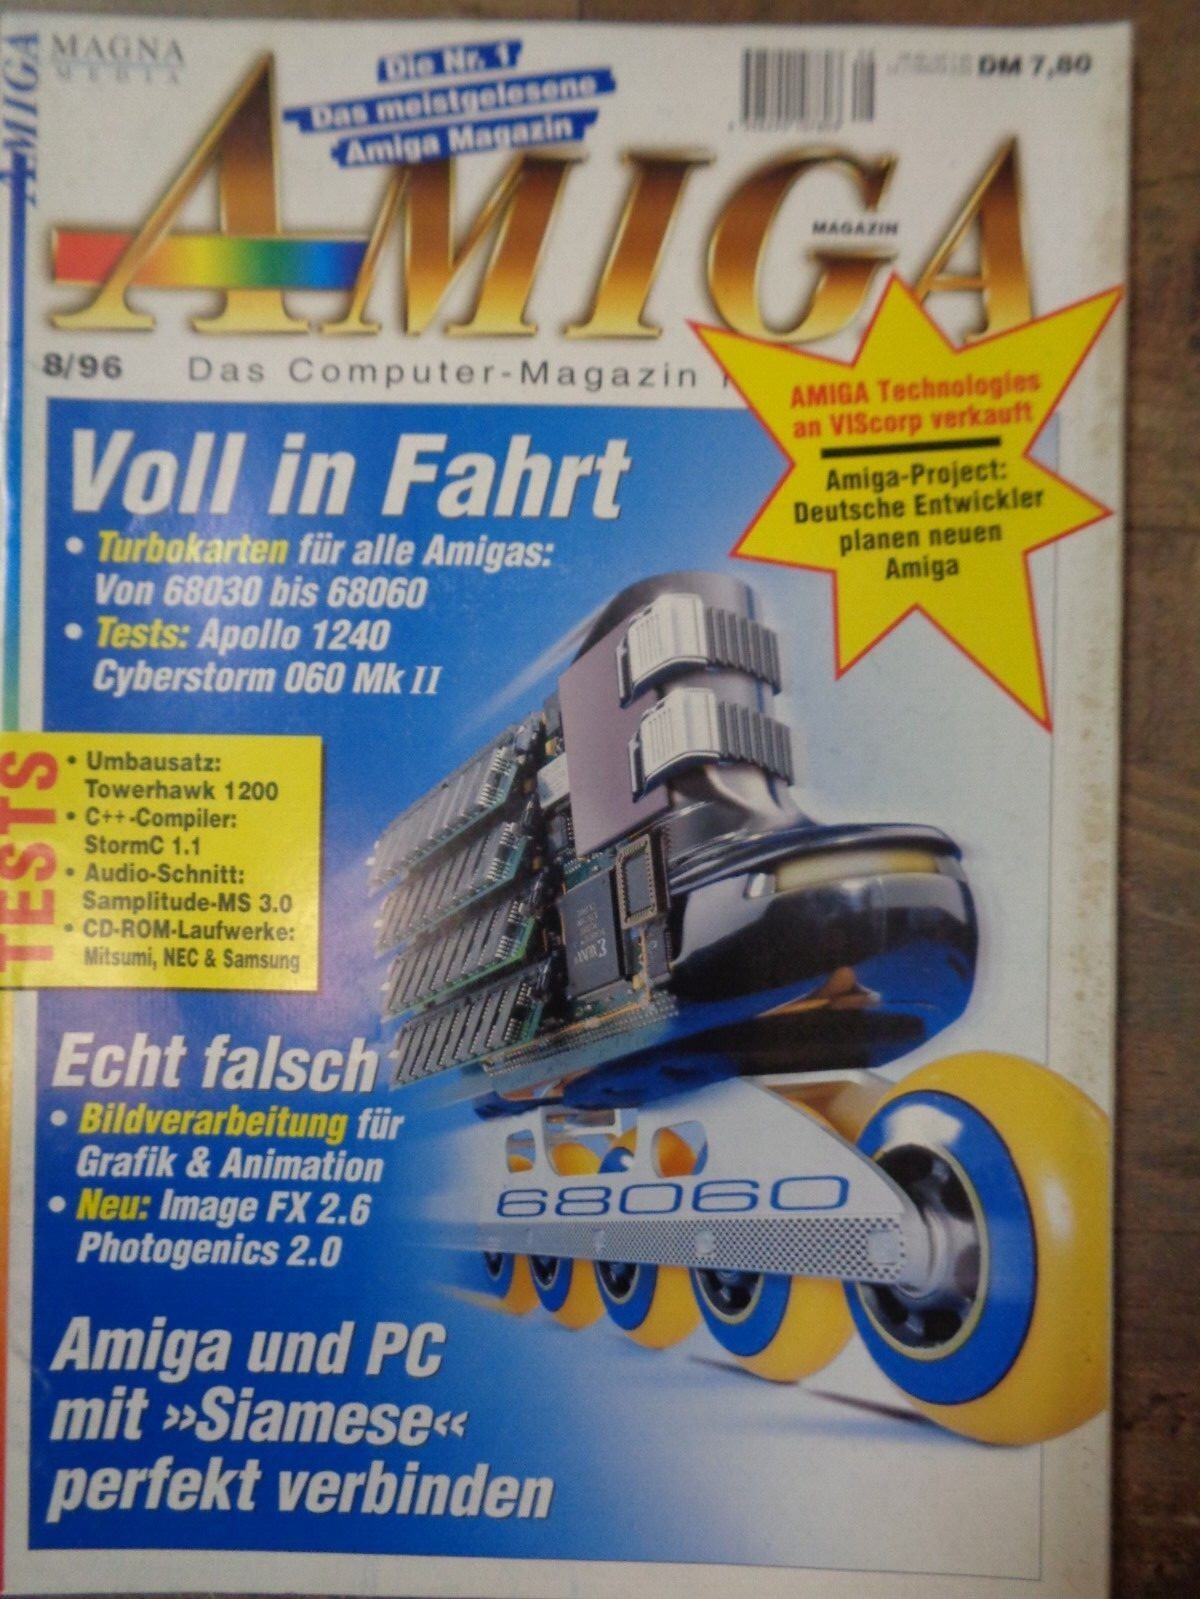 AMIGA
MAGNA
MEDIA
Die Nr. 1
Das meistgelesene
Amiga Magazin
DM 7,80
AMIGA
MAGAZIN
8/96
Das Computer-Magazin
AMIGA Technologies
an VIScorp verkauft
Amiga-Project:
Deutsche Entwickler
planen neuen
Amiga
Voll in Fahrt
• Turbokarten für alle Amigas:
Von 68030 bis 68060
• Tests: Apollo 1240
Cyberstorm 060 Mk II
TESTS
• Umbausatz:
Towerhawk 1200
• C++-Compiler:
StormC 1.1
• Audio-Schnitt:
Samplitude-MS 3.0
• CD-ROM-Laufwerke:
Mitsumi, NEC & Samsung
Echt falsch
• Bildverarbeitung für
Grafik & Animation
• Neu: Image FX 2.6
Photogenics 2.0
68060
Amiga und PC
mit »Siamese«
perfekt verbinden